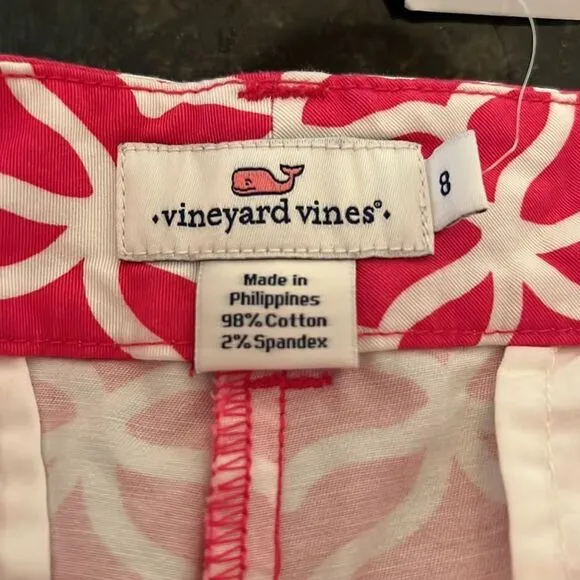 ·vineyard vines®·
8
Made in
Philippines
98% Cotton
2% Spandex